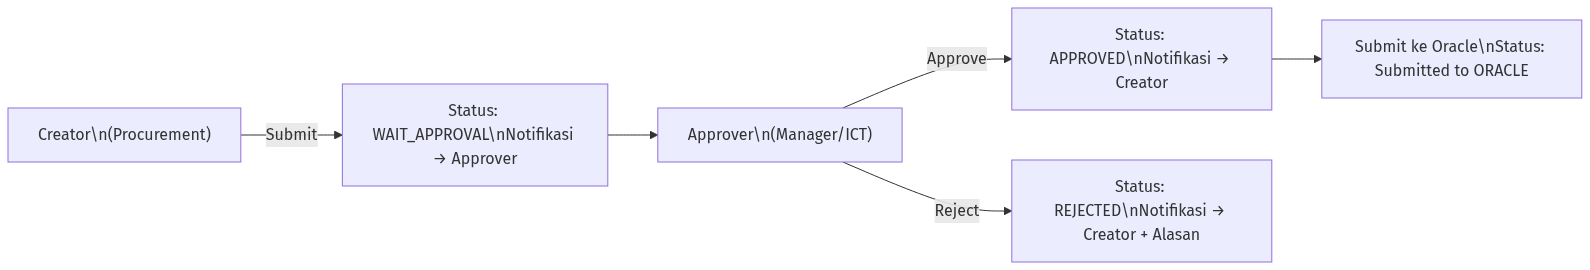 Creator\n(Procurement)
Submit
Status:
WAIT_APPROVAL\nNotifikasi
→ Approver
Approver\n(Manager/ICT)
Approve
Status:
APPROVED\nNotifikasi →
Creator
Submit ke Oracle\nStatus:
Submitted to ORACLE
Reject
Status:
REJECTED\nNotifikasi →
Creator + Alasan